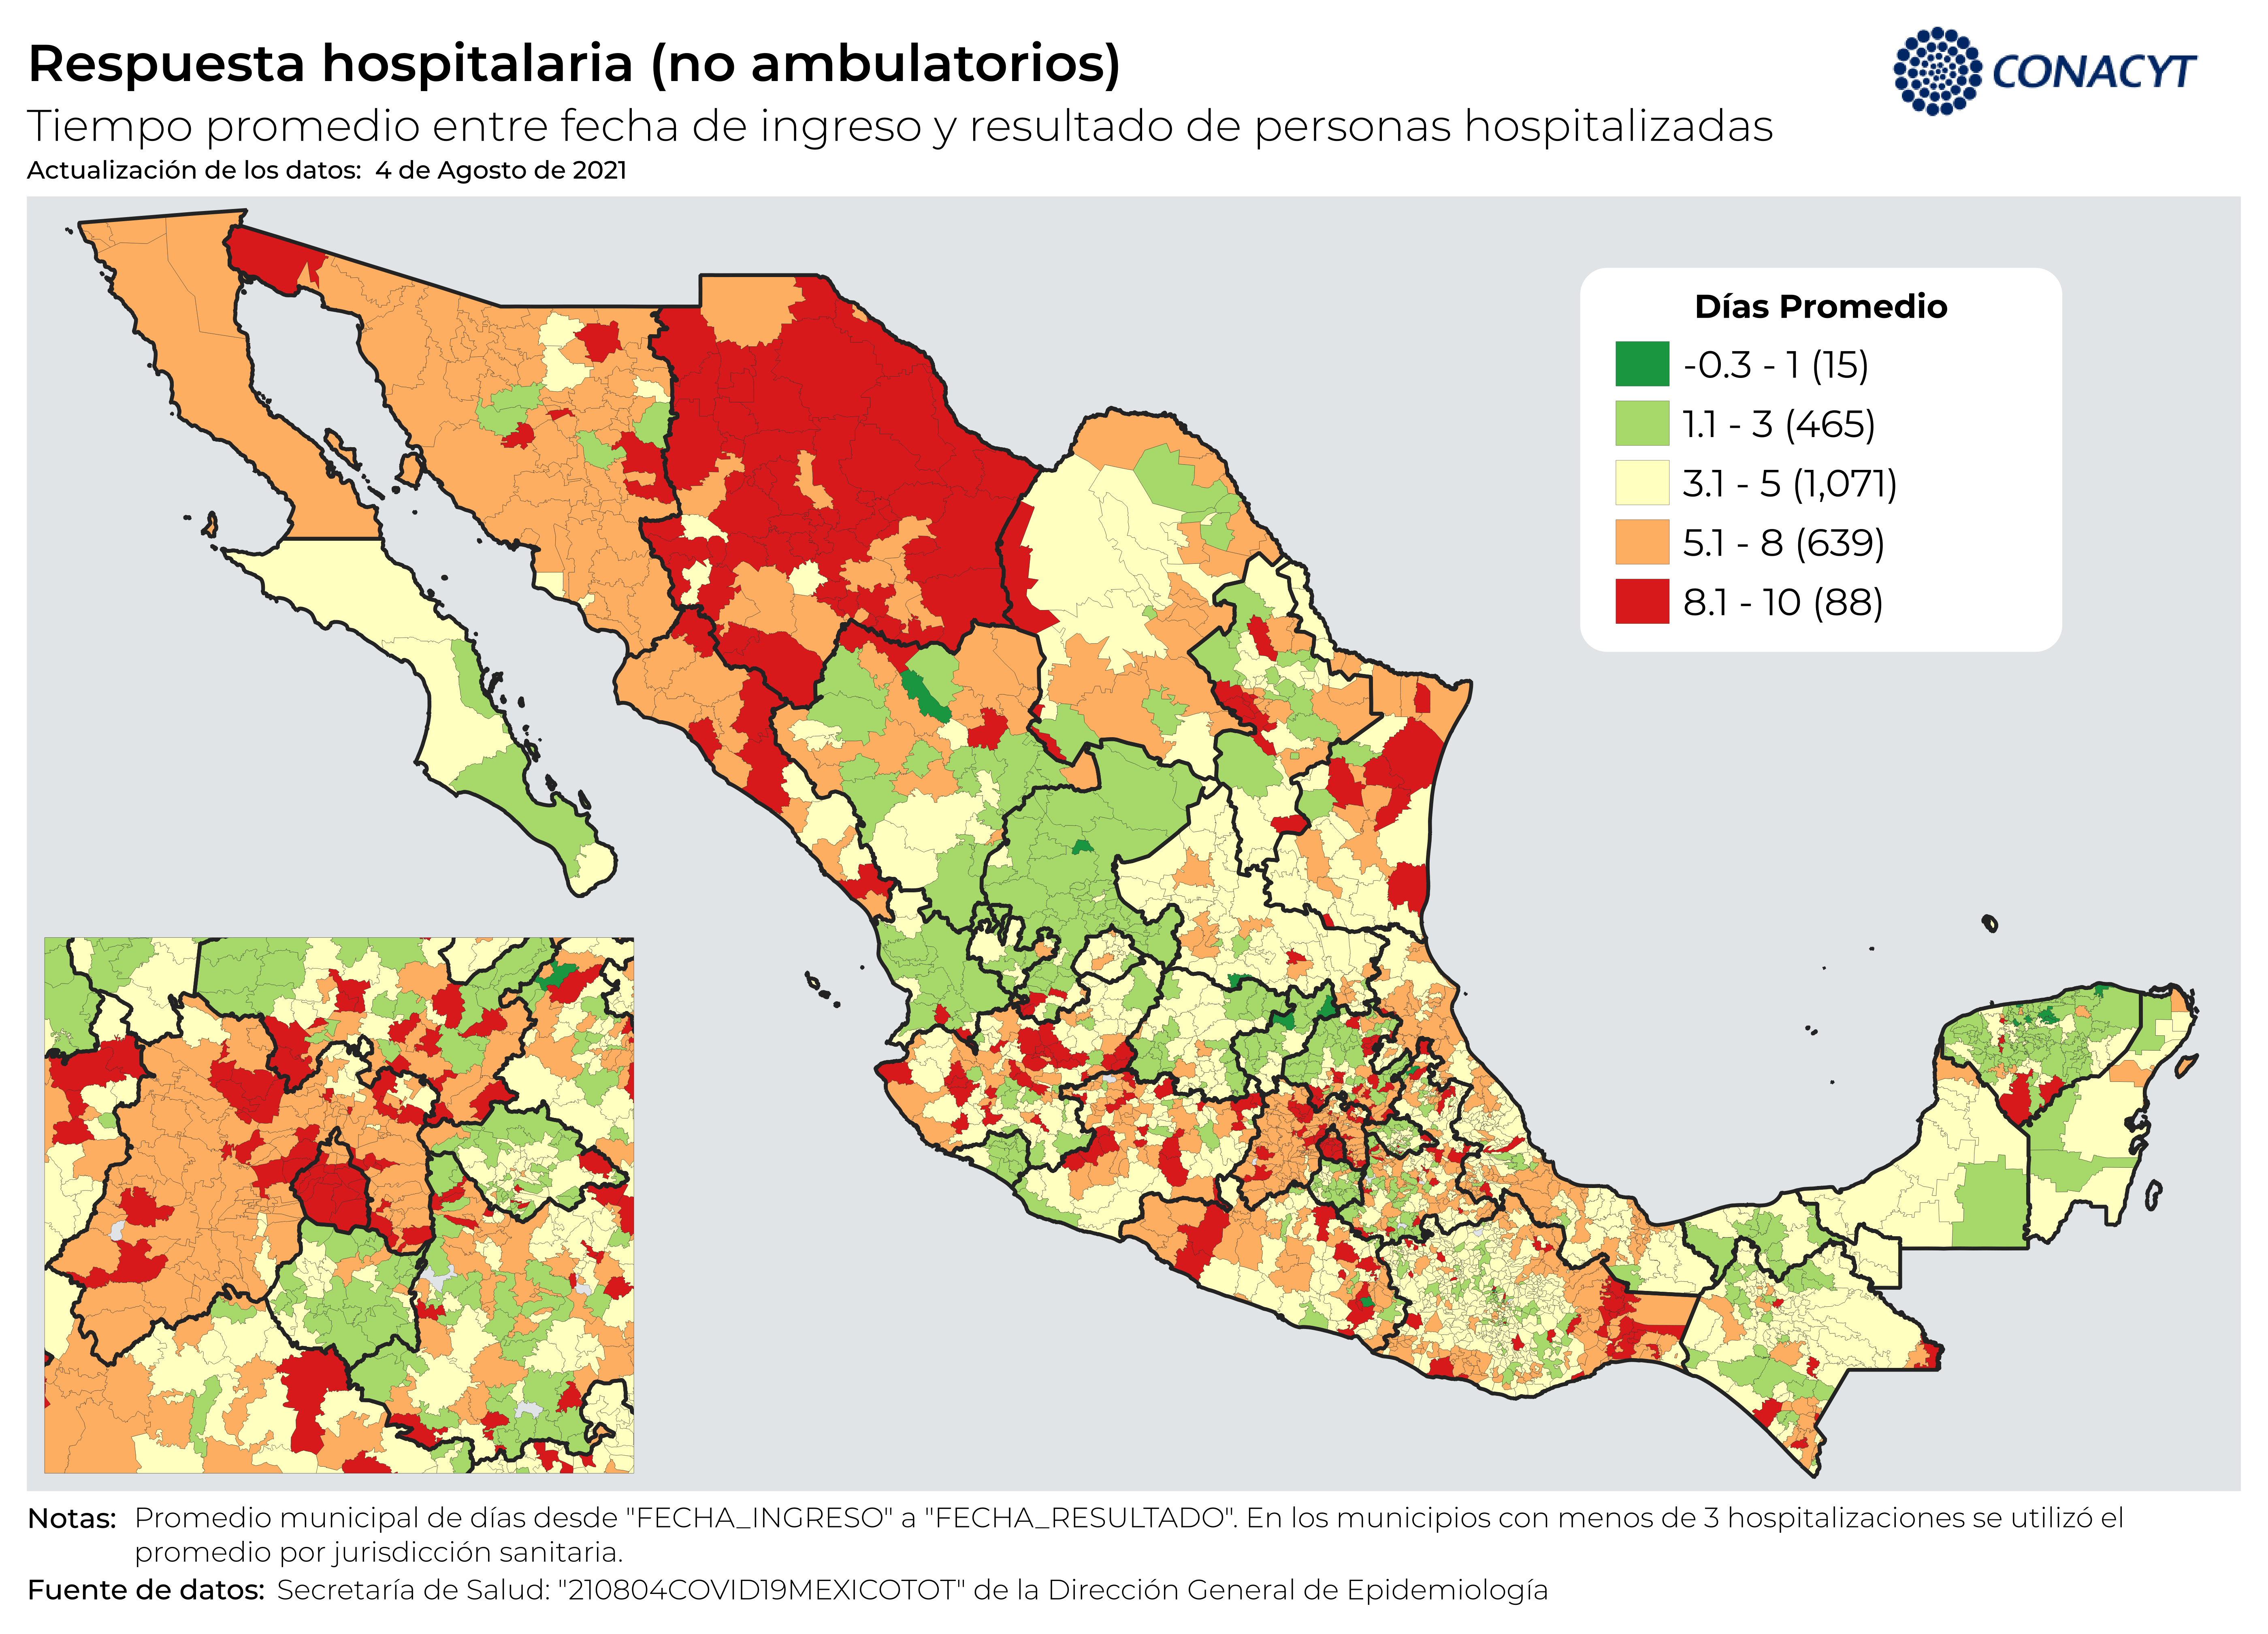 Respuesta hospitalaria (no ambulatorios)
CONACYT
Tiempo promedio entre fecha de ingreso y resultado de personas hospitalizadas
Actualización de los datos: 4 de Agosto de 2021
Días Promedio
-0.3 - 1 (15)
1.1 - 3 (465)
3.1 - 5 (1,071)
5.1 - 8 (639)
8.1 - 10 (88)
Notas: Promedio municipal de días desde "FECHA_INGRESO" a "FECHA_RESULTADO". En los municipios con menos de 3 hospitalizaciones se utilizó el
promedio por jurisdicción sanitaria.
Fuente de datos: Secretaría de Salud: "210804COVID19MEXICOTOT" de la Dirección General de Epidemiología